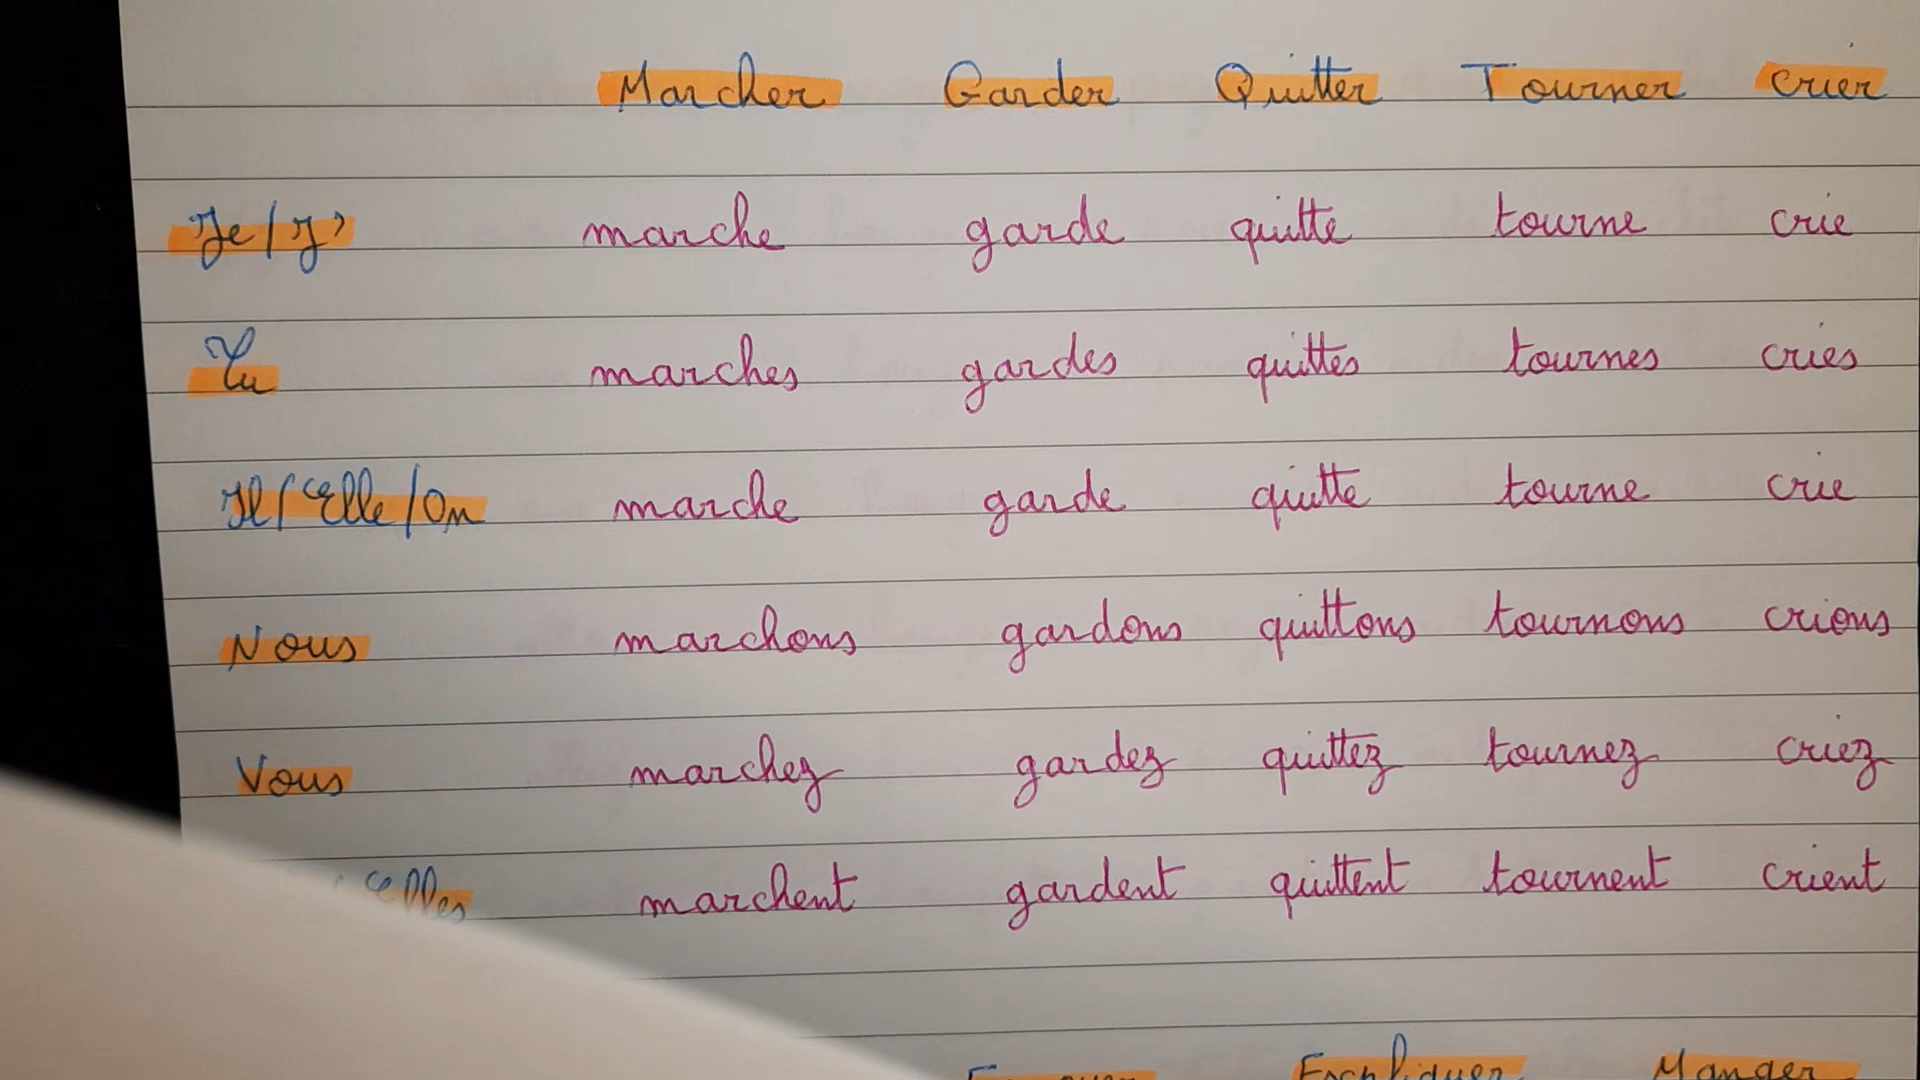 Marcher Garder Quitter Tourner crier
Je/J' marche garde quitte tourne crie
Tu marches gardes quittes tournes cries
Il/Elle/On marche garde quitte tourne crie
Nous marchons gardons quittons tournons crions
Vous marchez gardez quittez tournez criez
Elles marchent gardent quittent tournent crient
Manger